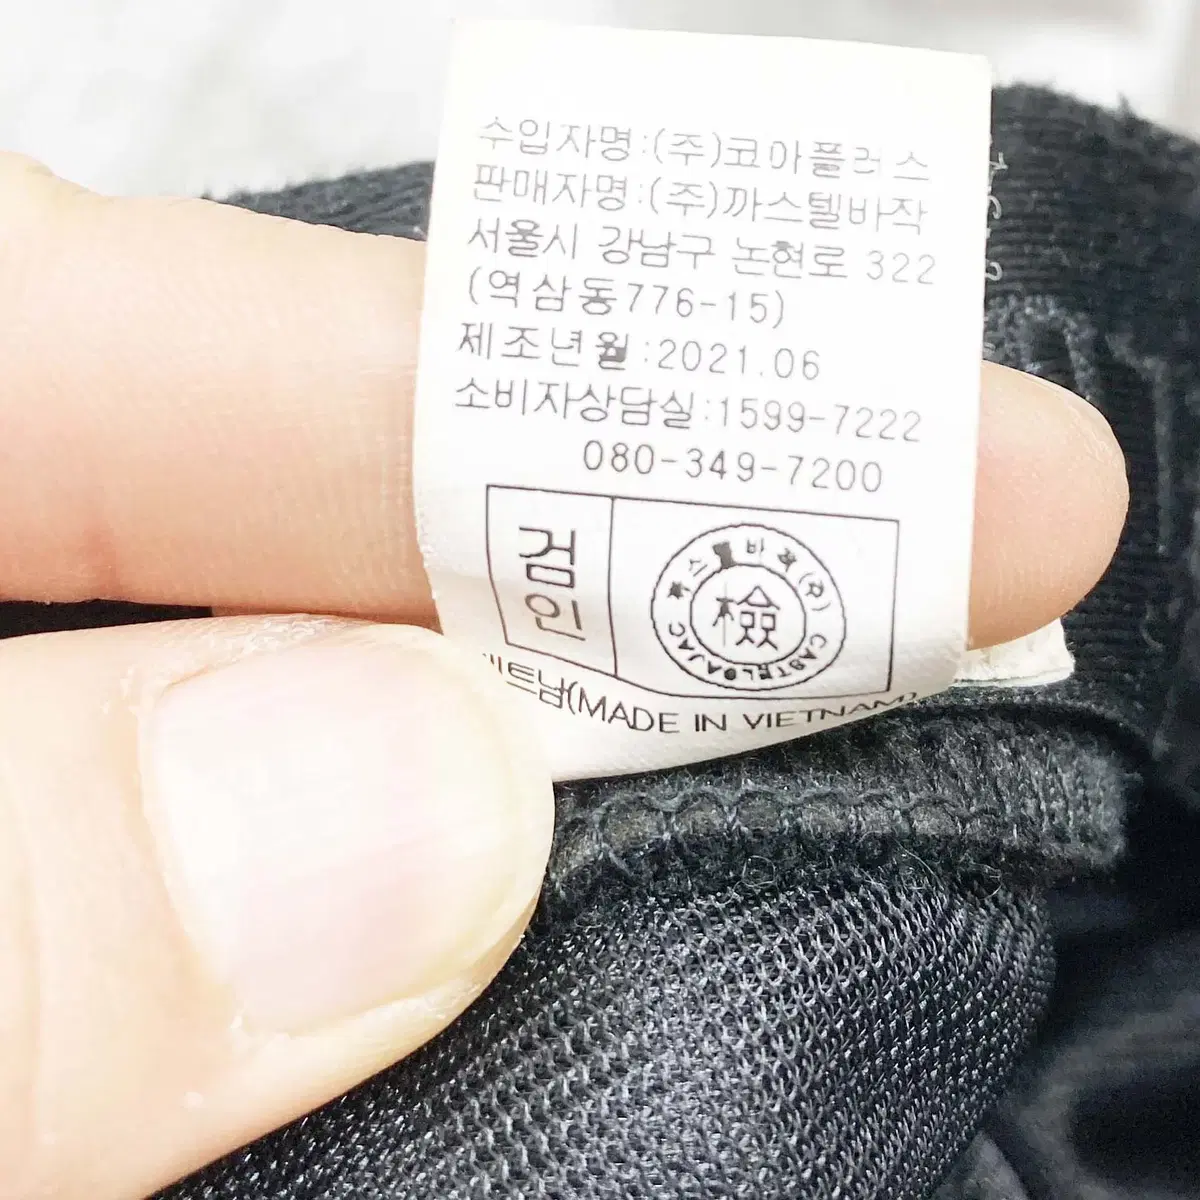 수입자명:(주)코아플러스
판매자명:(주)까스텔바작
서울시 강남구 논현로 322
(역삼동776-15)
제조년월:2021.06
소비자상담실:1599-7222
080-349-7200
검인
까스텔바작(주)
CASTELBAJAC
檢
베트남(MADE IN VIETNAM)